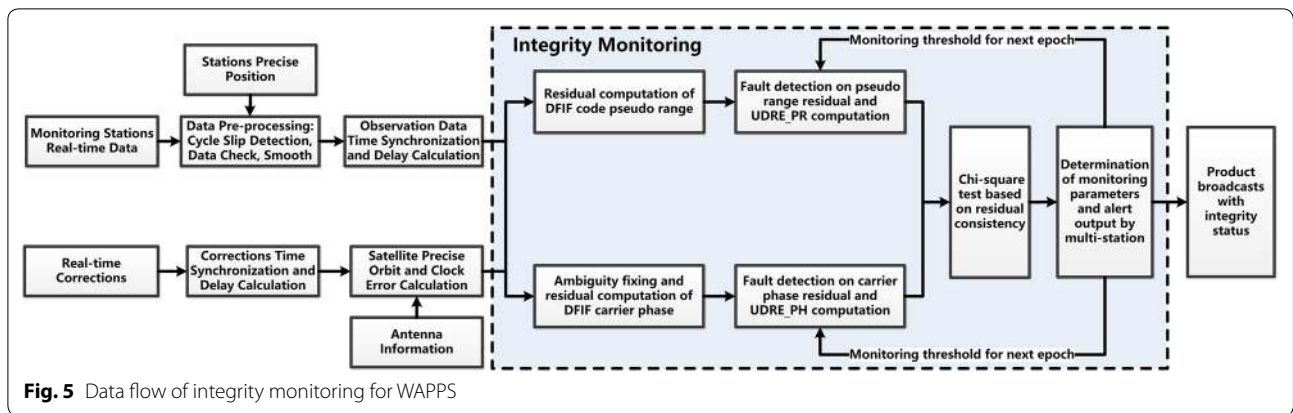 Integrity Monitoring
Monitoring threshold for next epoch
Stations Precise
Position
Residual computation of
DFIF code pseudo range
Fault detection on pseudo
range residual and
UDRE_PR computation
Monitoring Stations
Real-time Data
Data Pre-processing:
Cycle Slip Detection,
Data Check, Smooth
Observation Data
Time Synchronization
and Delay Calculation
Chi-square
test based
on residual
consistency
Determination
of monitoring
parameters
and alert
output by
multi-station
Product
broadcasts
with
integrity
status
Real-time
Corrections
Corrections Time
Synchronization and
Delay Calculation
Satellite Precise
Orbit and Clock
Error Calculation
Ambiguity fixing and
residual computation of
DFIF carrier phase
Fault detection on carrier
phase residual and
UDRE_PH computation
Antenna
Information
Monitoring threshold for next epoch
Fig. 5 Data flow of integrity monitoring for WAPPS